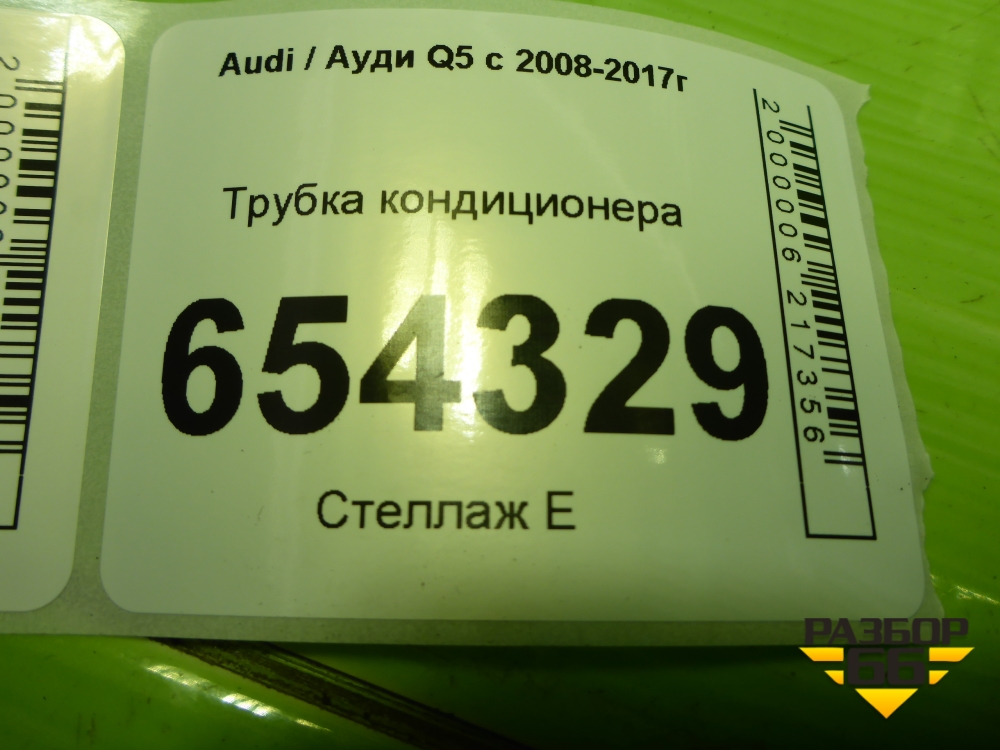 Audi / Ауди Q5 с 2008-2017г
Трубка кондиционера
654329
Стеллаж Е
2000006217356
РАЗБОР
66